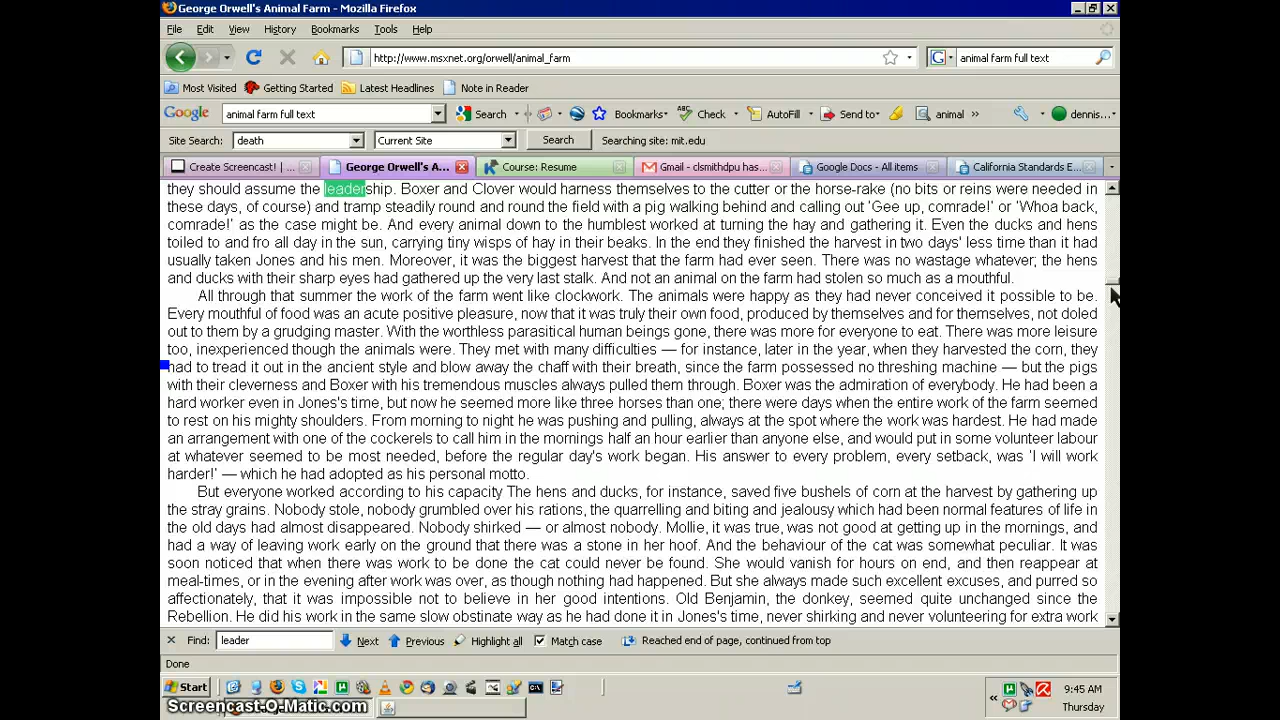 George Orwell's Animal Farm - Mozilla Firefox
File Edit View History Bookmarks Tools Help
http://www.msxnet.org/orwell/animal_farm
animal farm full text
Most Visited Getting Started Latest Headlines Note in Reader
Google animal farm full text Search Bookmarks Check AutoFill Send to animal » dennis...
Site Search: death Current Site Search Searching site: mit.edu
Create Screencast! | ... George Orwell's A... Course: Resume Gmail - clsmithdpu has... Google Docs - All items California Standards E...
they should assume the leadership. Boxer and Clover would harness themselves to the cutter or the horse-rake (no bits or reins were needed in
these days, of course) and tramp steadily round and round the field with a pig walking behind and calling out 'Gee up, comrade!' or 'Whoa back,
comrade!' as the case might be. And every animal down to the humblest worked at turning the hay and gathering it. Even the ducks and hens
toiled to and fro all day in the sun, carrying tiny wisps of hay in their beaks. In the end they finished the harvest in two days' less time than it had
usually taken Jones and his men. Moreover, it was the biggest harvest that the farm had ever seen. There was no wastage whatever; the hens
and ducks with their sharp eyes had gathered up the very last stalk. And not an animal on the farm had stolen so much as a mouthful.
All through that summer the work of the farm went like clockwork. The animals were happy as they had never conceived it possible to be.
Every mouthful of food was an acute positive pleasure, now that it was truly their own food, produced by themselves and for themselves, not doled
out to them by a grudging master. With the worthless parasitical human beings gone, there was more for everyone to eat. There was more leisure
too, inexperienced though the animals were. They met with many difficulties — for instance, later in the year, when they harvested the corn, they
had to tread it out in the ancient style and blow away the chaff with their breath, since the farm possessed no threshing machine — but the pigs
with their cleverness and Boxer with his tremendous muscles always pulled them through. Boxer was the admiration of everybody. He had been a
hard worker even in Jones's time, but now he seemed more like three horses than one; there were days when the entire work of the farm seemed
to rest on his mighty shoulders. From morning to night he was pushing and pulling, always at the spot where the work was hardest. He had made
an arrangement with one of the cockerels to call him in the mornings half an hour earlier than anyone else, and would put in some volunteer labour
at whatever seemed to be most needed, before the regular day's work began. His answer to every problem, every setback, was 'I will work
harder!' — which he had adopted as his personal motto.
But everyone worked according to his capacity The hens and ducks, for instance, saved five bushels of corn at the harvest by gathering up
the stray grains. Nobody stole, nobody grumbled over his rations, the quarrelling and biting and jealousy which had been normal features of life in
the old days had almost disappeared. Nobody shirked — or almost nobody. Mollie, it was true, was not good at getting up in the mornings, and
had a way of leaving work early on the ground that there was a stone in her hoof. And the behaviour of the cat was somewhat peculiar. It was
soon noticed that when there was work to be done the cat could never be found. She would vanish for hours on end, and then reappear at
meal-times, or in the evening after work was over, as though nothing had happened. But she always made such excellent excuses, and purred so
affectionately, that it was impossible not to believe in her good intentions. Old Benjamin, the donkey, seemed quite unchanged since the
Rebellion. He did his work in the same slow obstinate way as he had done it in Jones's time, never shirking and never volunteering for extra work
Find: leader Next Previous Highlight all Match case Reached end of page, continued from top
Done
Start « 9:45 AM
Thursday
Screencast-O-Matic.com